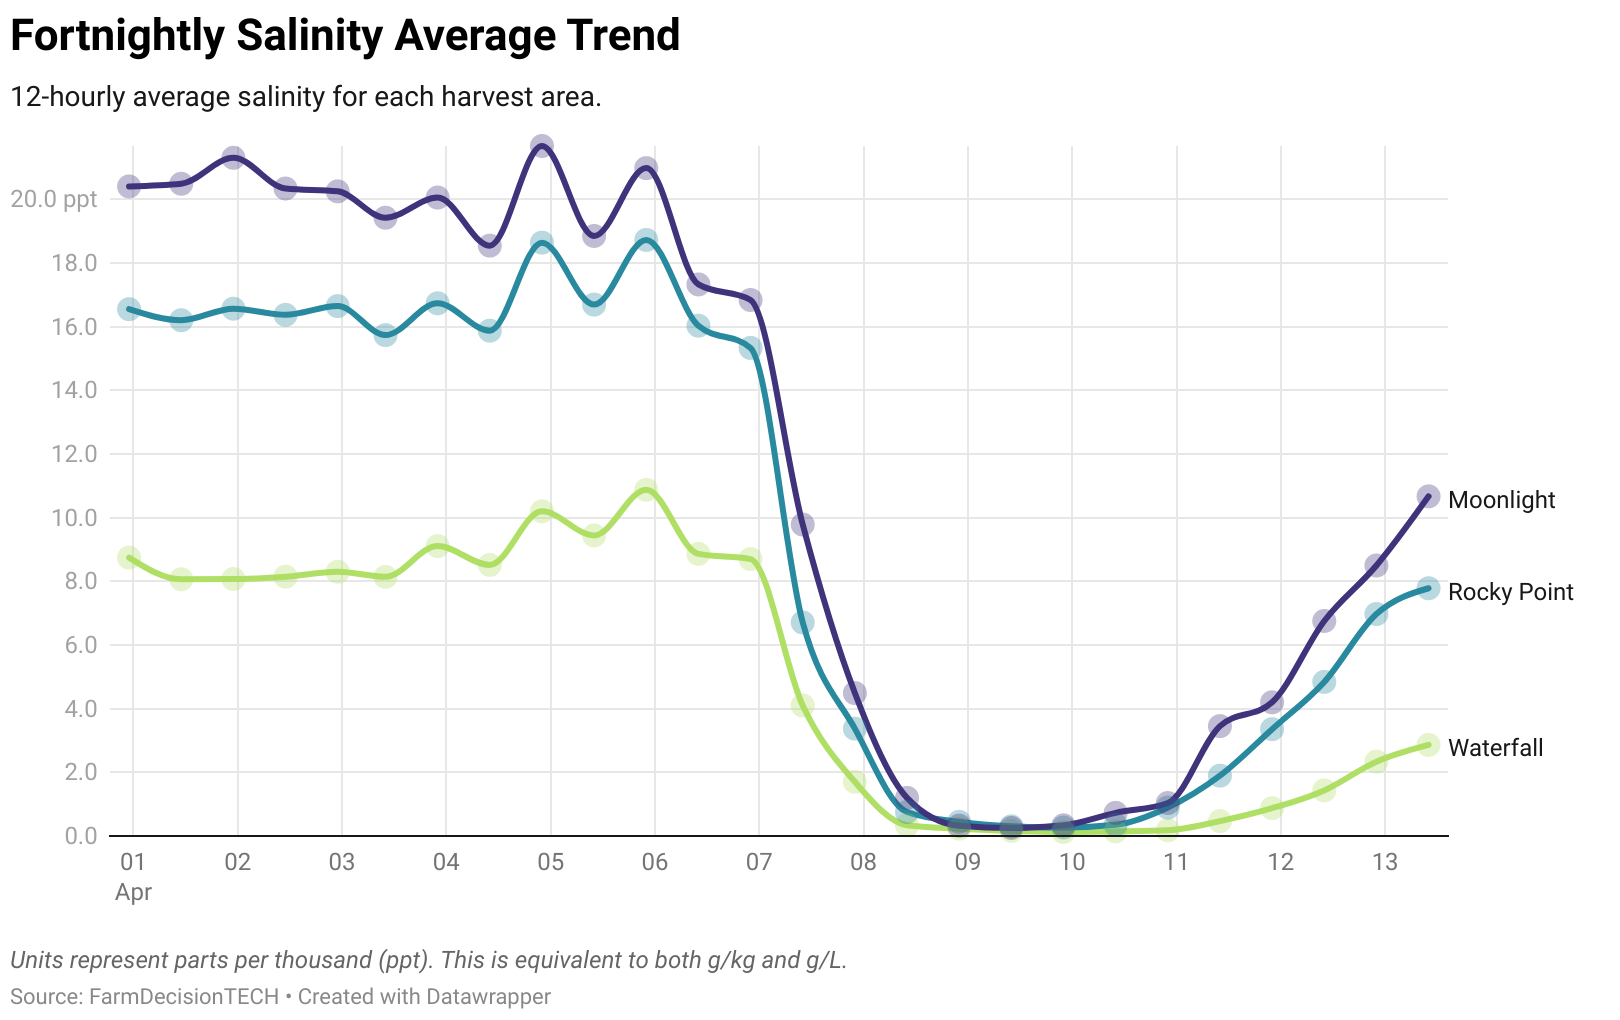 Fortnightly Salinity Average Trend
12-hourly average salinity for each harvest area.
20.0 ppt
18.0
16.0
14.0
12.0
10.0
8.0
6.0
4.0
2.0
0.0
Moonlight
Rocky Point
Waterfall
01 02 03 04 05 06 07 08 09 10 11 12 13
Apr
Units represent parts per thousand (ppt). This is equivalent to both g/kg and g/L.
Source: FarmDecisionTECH • Created with Datawrapper